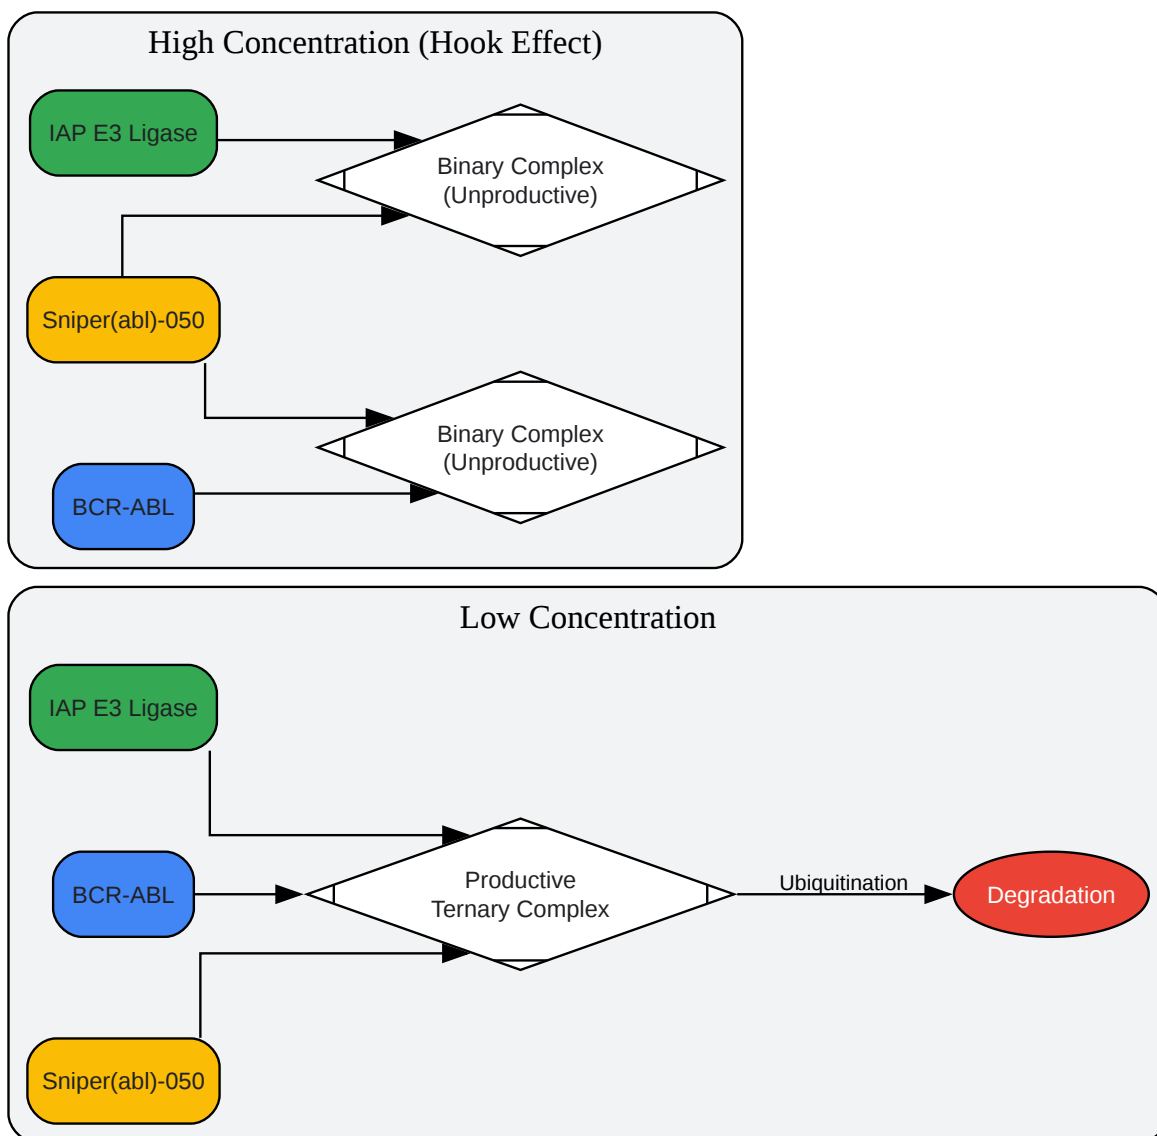 High Concentration (Hook Effect)
IAP E3 Ligase
Binary Complex
(Unproductive)
Sniper(abl)-050
Binary Complex
(Unproductive)
BCR-ABL
Low Concentration
IAP E3 Ligase
BCR-ABL
Productive
Ternary Complex
Ubiquitination
Degradation
Sniper(abl)-050